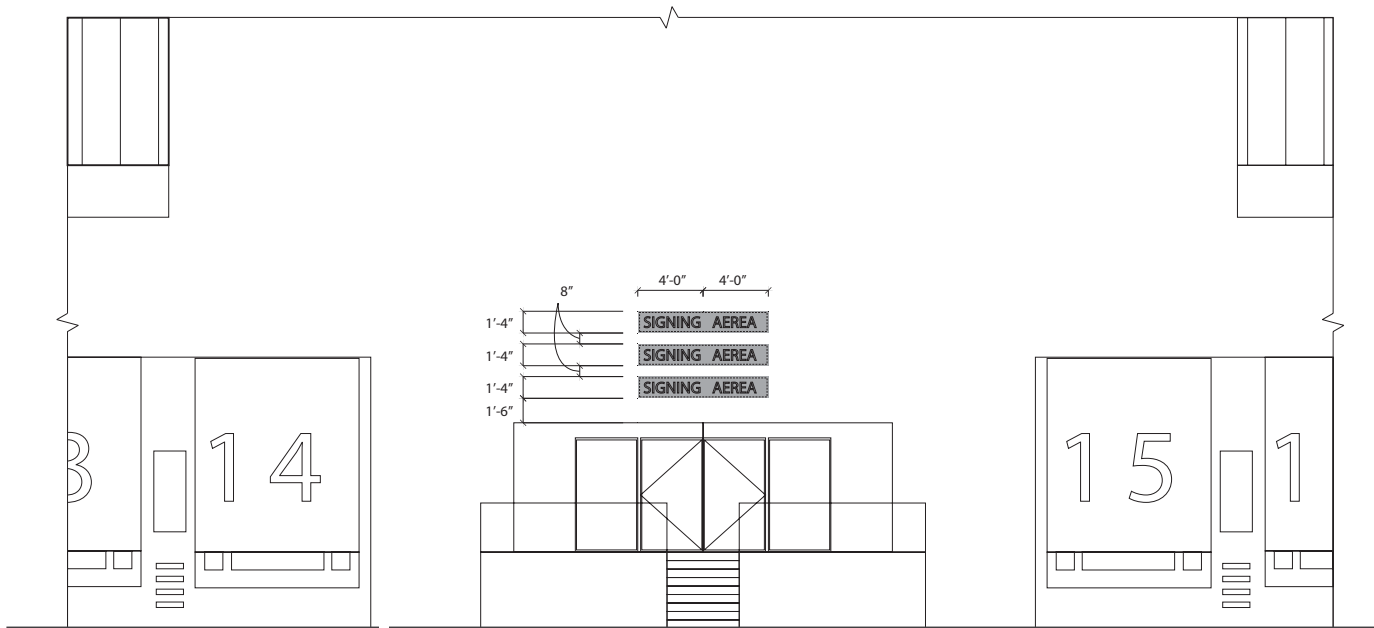 4'-0" 4'-0"
8"
1'-4" SIGNING AEREA
1'-4" SIGNING AEREA
1'-4" SIGNING AEREA
1'-6"
3 14 15 1